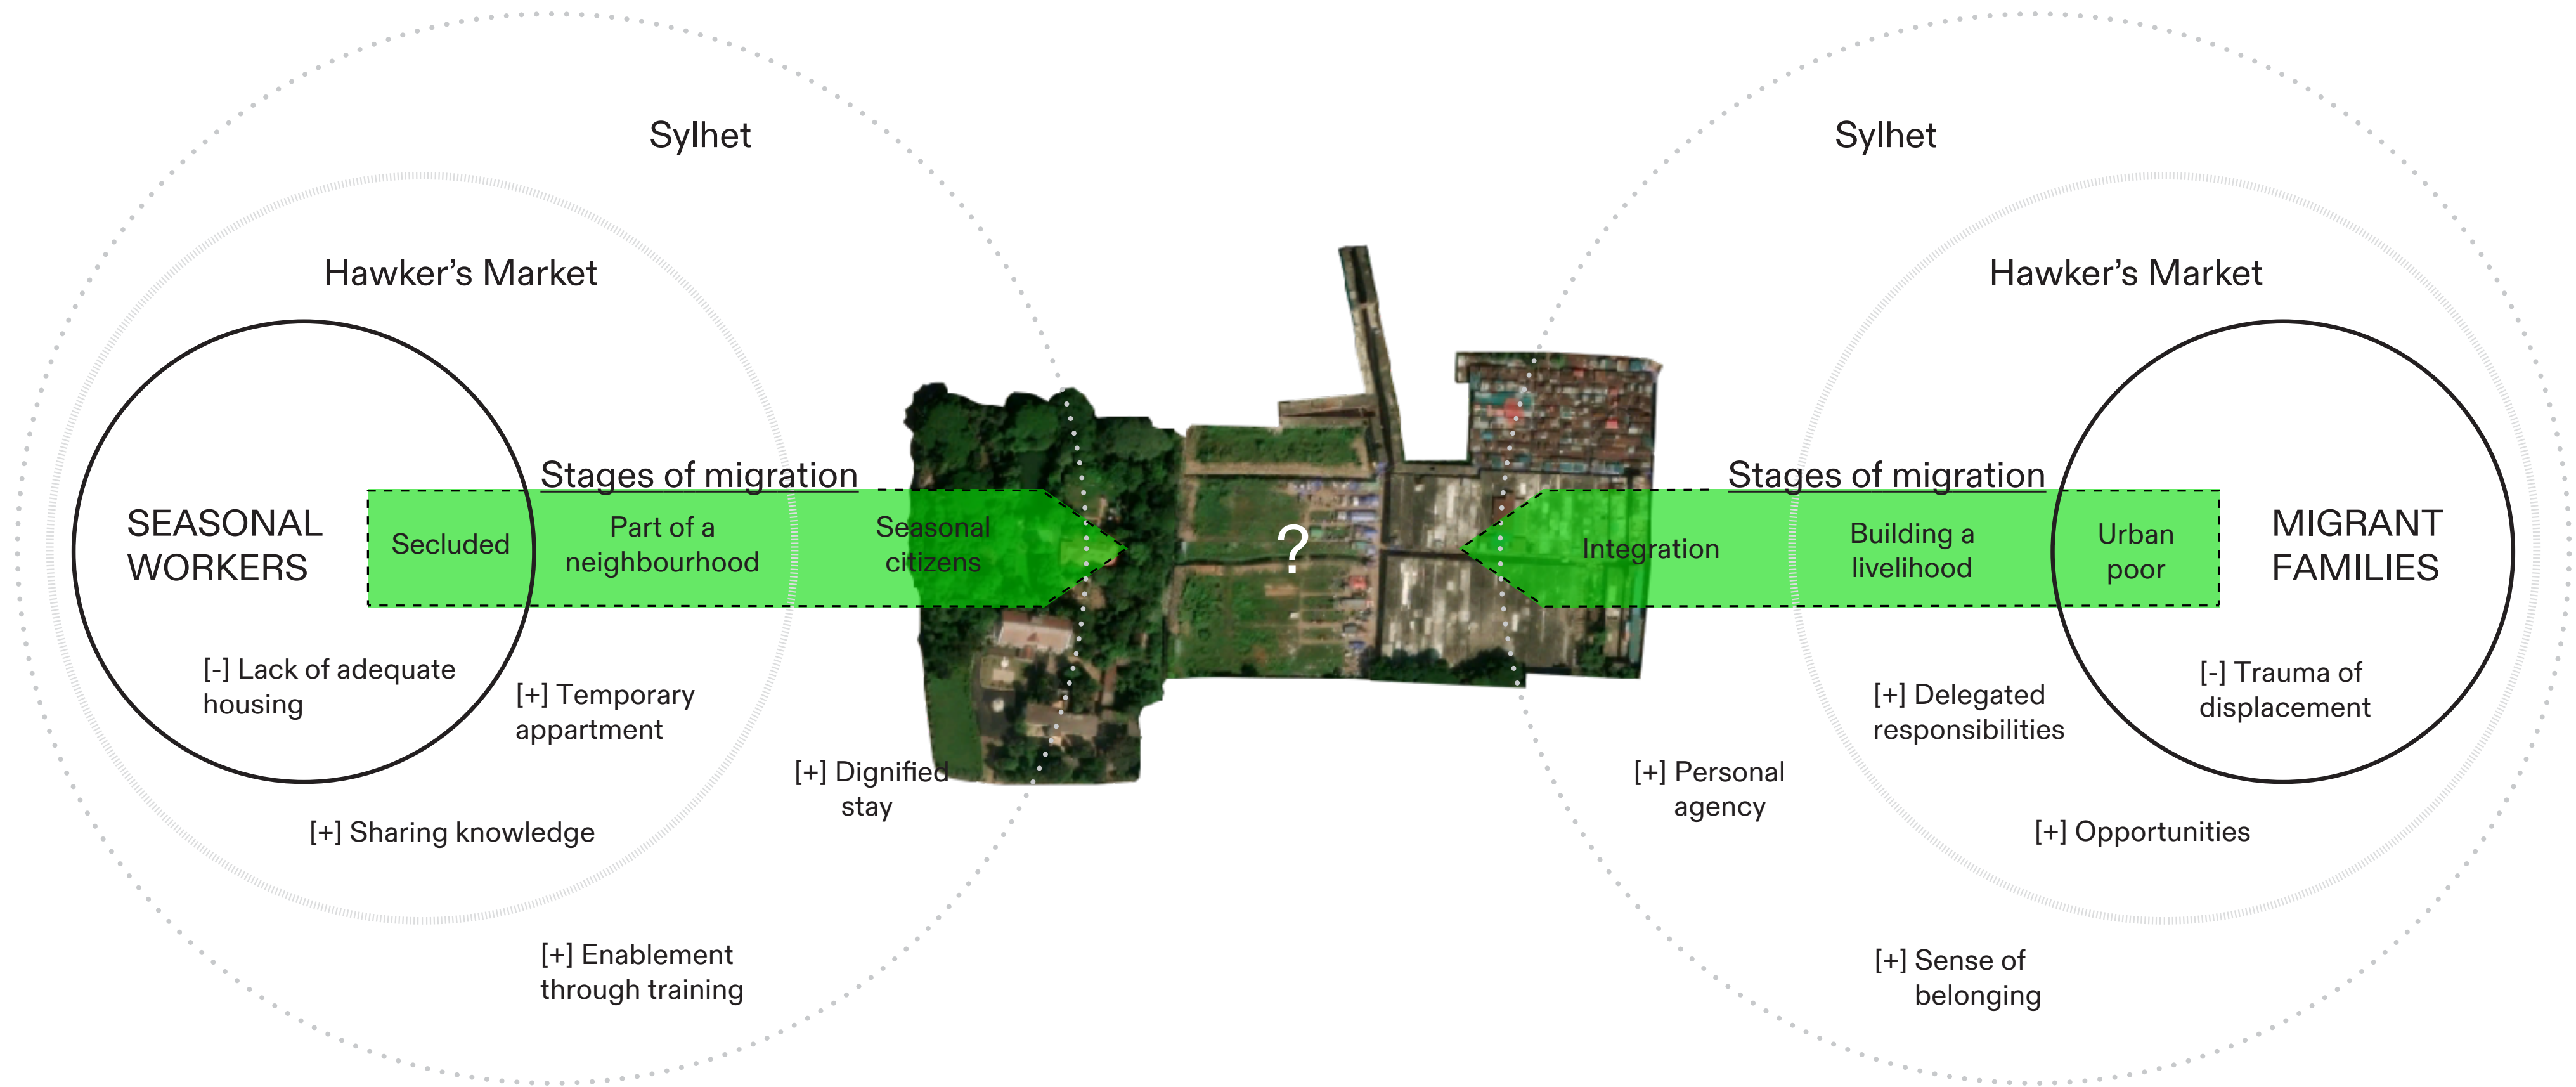 Sylhet
Hawker’s Market
SEASONAL
WORKERS
Stages of migration
Secluded
Part of a
neighbourhood
Seasonal
citizens
[-] Lack of adequate
housing
[+] Temporary
appartment
[+] Dignified
stay
[+] Sharing knowledge
[+] Enablement
through training
?
Sylhet
Hawker’s Market
Stages of migration
Integration
Building a
livelihood
Urban
poor
MIGRANT
FAMILIES
[-] Trauma of
displacement
[+] Delegated
responsibilities
[+] Personal
agency
[+] Opportunities
[+] Sense of
belonging